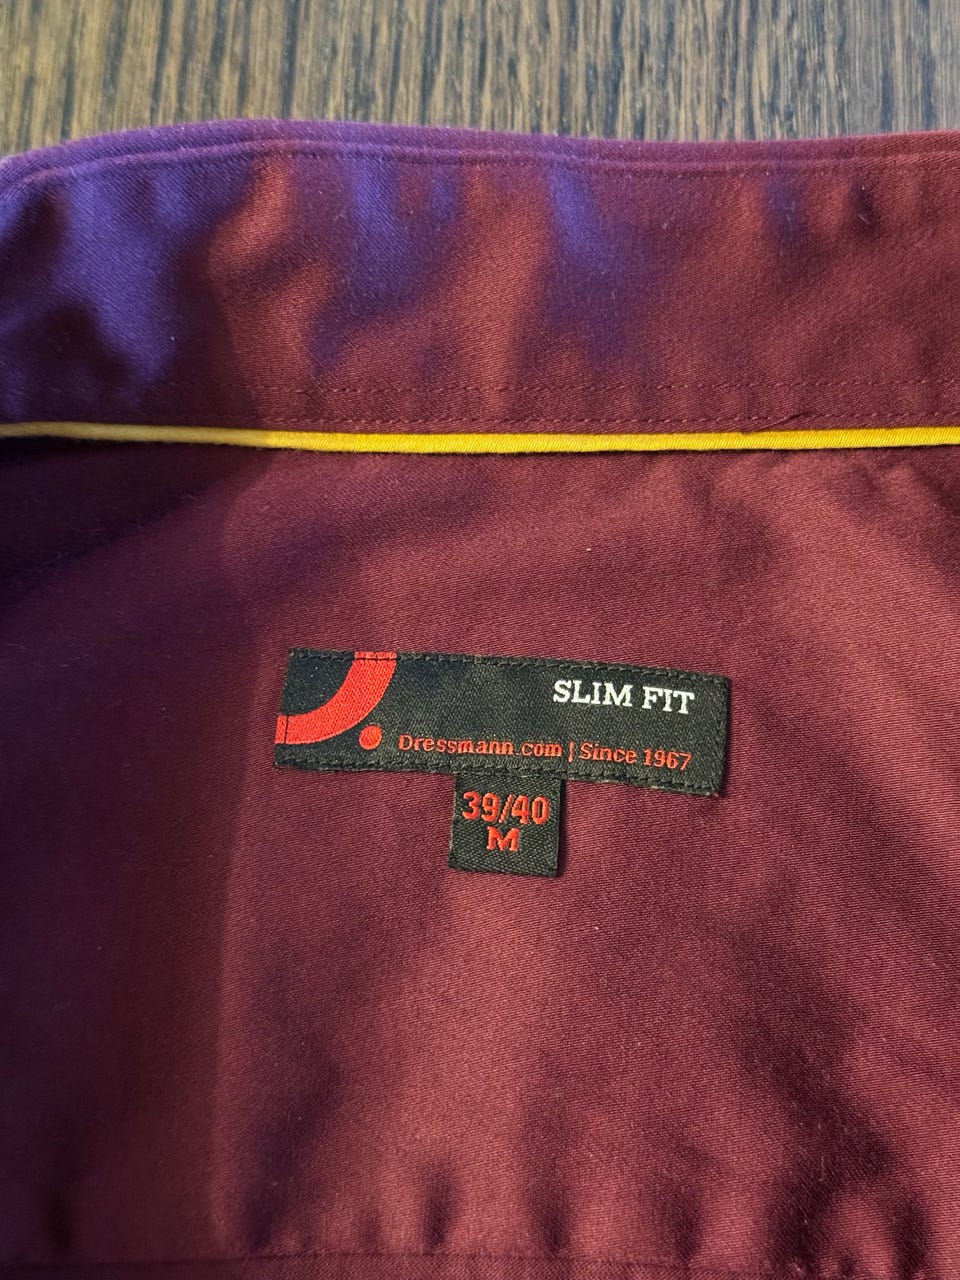 SLIM FIT
Dressmann.com | Since 1967
39/40
M